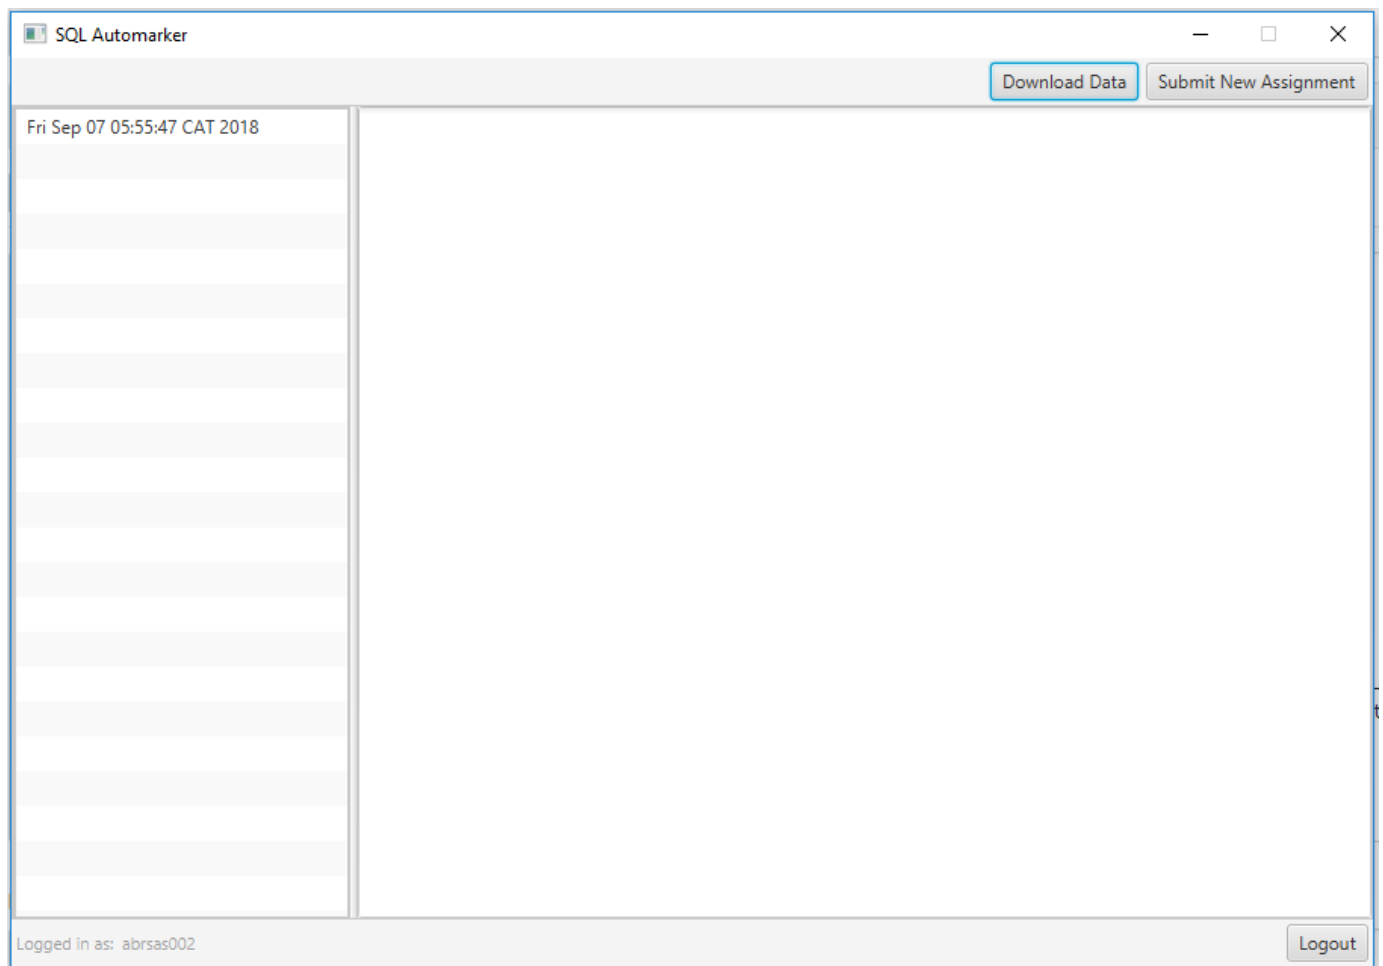 SQL Automarker
Download Data
Submit New Assignment
Fri Sep 07 05:55:47 CAT 2018
Logged in as: abrsas002
Logout